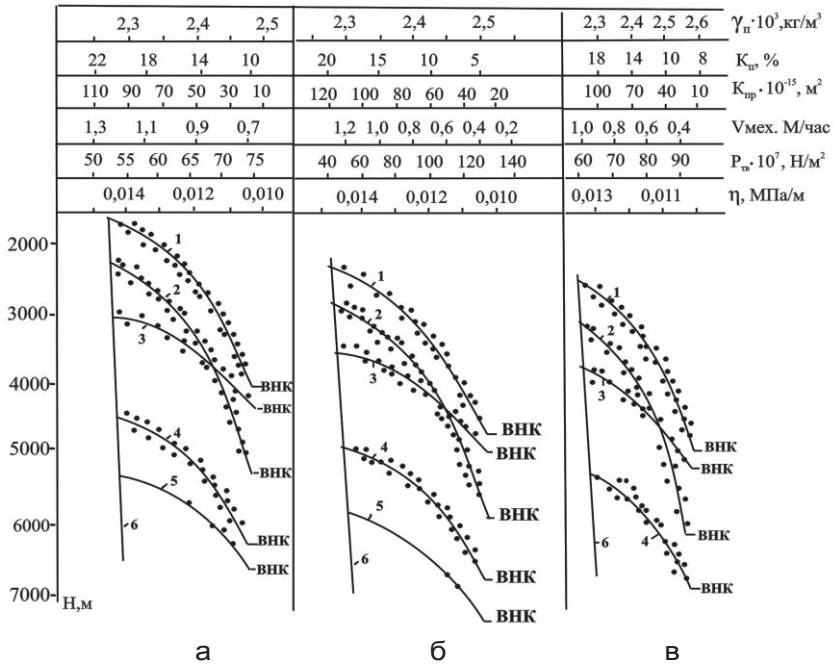 2,3 2,4 2,5 2,3 2,4 2,5 2,3 2,4 2,5 2,6 γп·10³,кг/м³
22 18 14 10 20 15 10 5 18 14 10 8 Кп, %
110 90 70 50 30 10 120 100 80 60 40 20 100 70 40 10 Кпр·10⁻¹⁵, м²
1,3 1,1 0,9 0,7 1,2 1,0 0,8 0,6 0,4 0,2 1,0 0,8 0,6 0,4 Vмех. М/час
50 55 60 65 70 75 40 60 80 100 120 140 60 70 80 90 Ртв·10⁷, Н/м²
0,014 0,012 0,010 0,014 0,012 0,010 0,013 0,011 η, МПа/м
2000
3000
4000
5000
6000
7000
Н,м
1
2
3
4
5
6
ВНК
ВНК
ВНК
ВНК
ВНК
1
2
3
4
5
6
ВНК
ВНК
ВНК
ВНК
ВНК
1
2
3
4
6
ВНК
ВНК
ВНК
ВНК
а б в